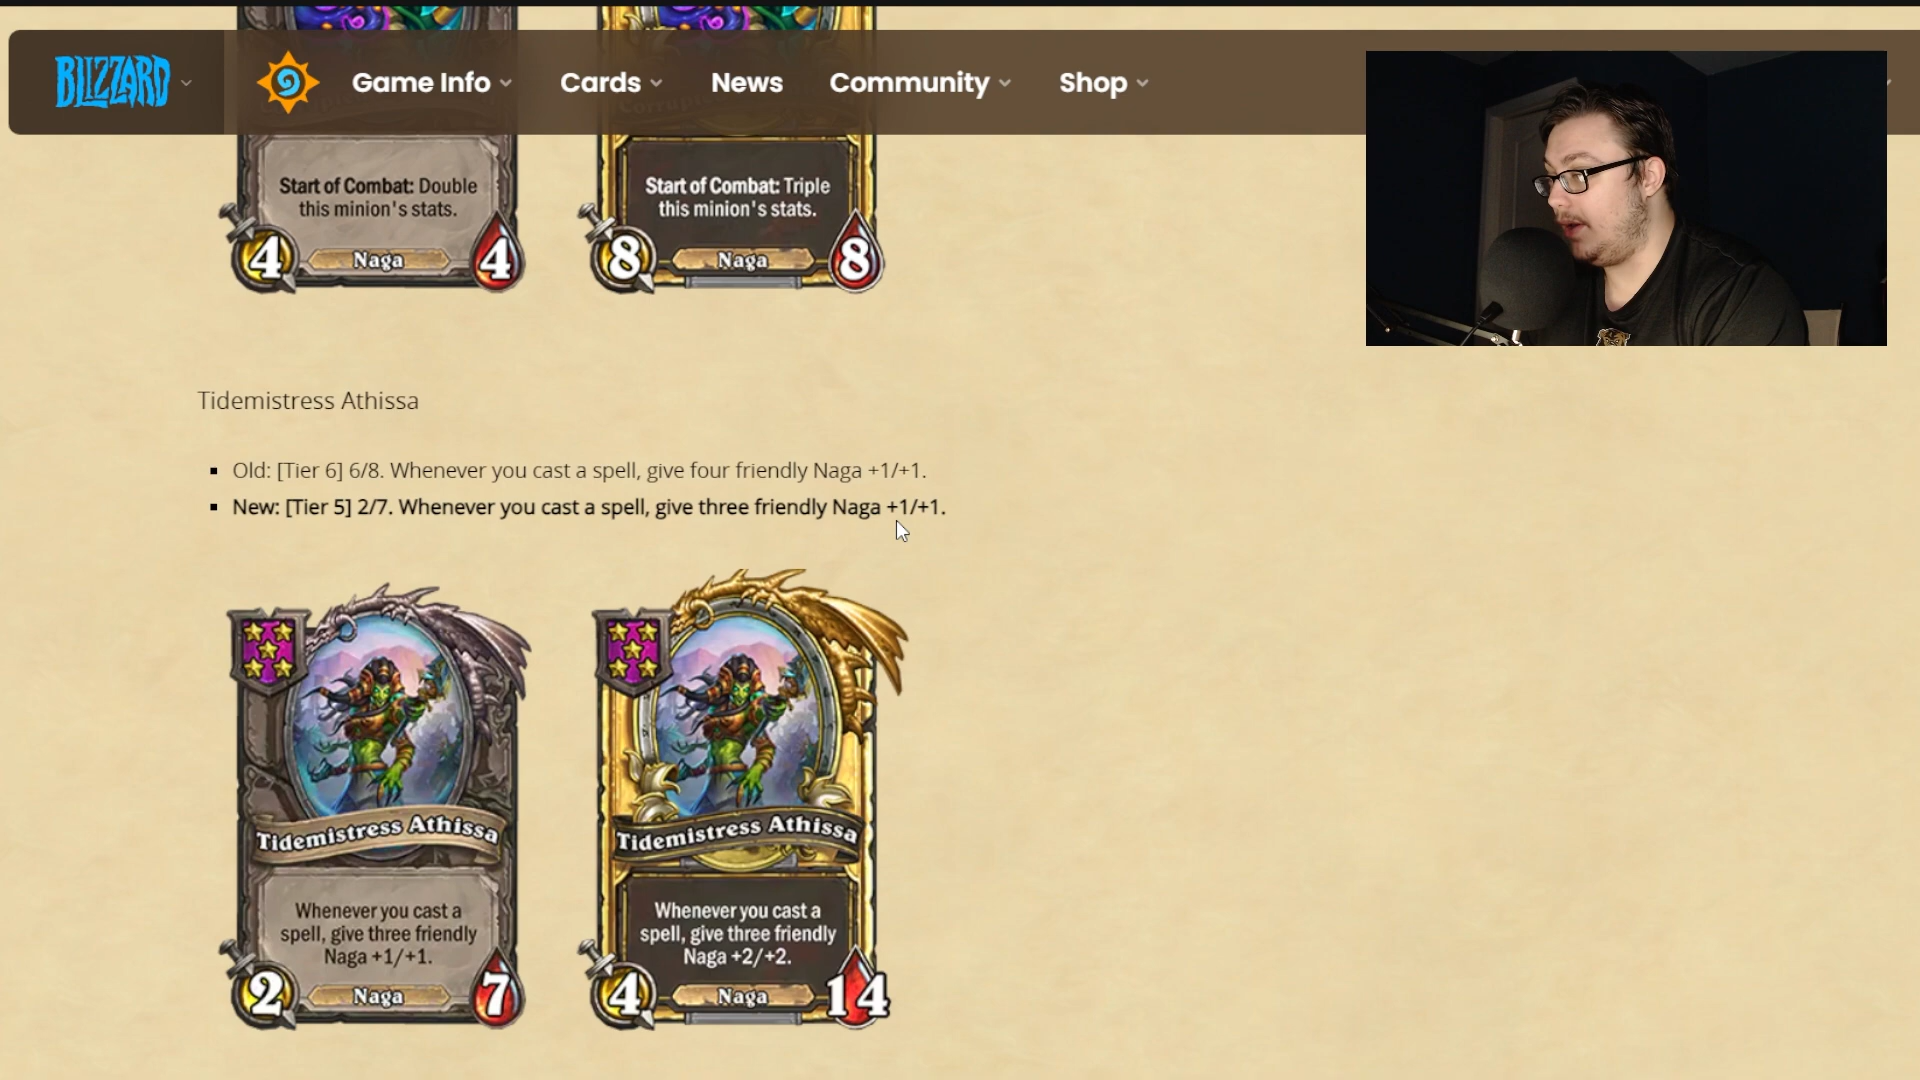 BLIZZARD
Game Info
Cards
News
Community
Shop
Start of Combat: Double
this minion's stats.
4
Naga
4
Start of Combat: Triple
this minion's stats.
8
Naga
8
Tidemistress Athissa
Old: [Tier 6] 6/8. Whenever you cast a spell, give four friendly Naga +1/+1.
New: [Tier 5] 2/7. Whenever you cast a spell, give three friendly Naga +1/+1.
Tidemistress Athissa
Whenever you cast a
spell, give three friendly
Naga +1/+1.
2
Naga
7
Tidemistress Athissa
Whenever you cast a
spell, give three friendly
Naga +2/+2.
4
Naga
14